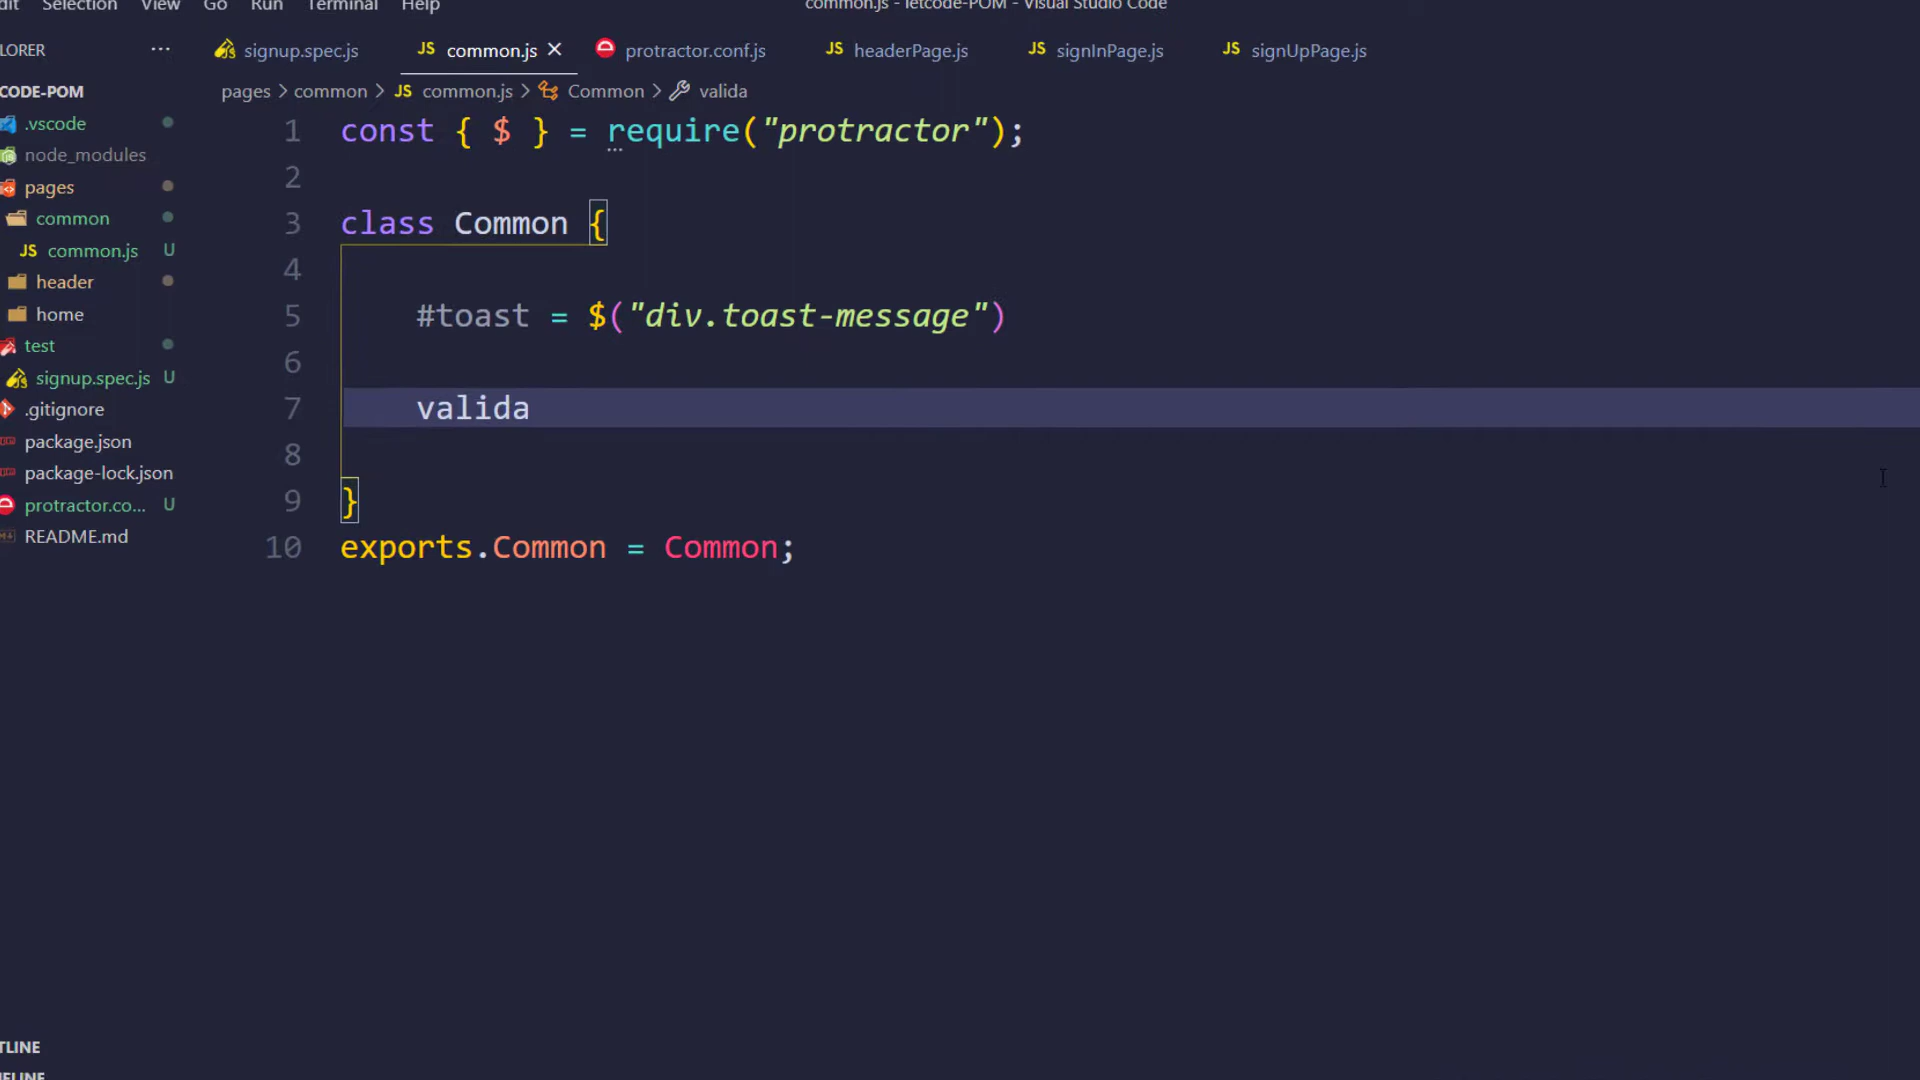 dit Selection View Go Run Terminal Help common.js - letcode-POM - Visual Studio Code
LORER ··· signup.spec.js JS common.js × protractor.conf.js JS headerPage.js JS signInPage.js JS signUpPage.js
pages > common > JS common.js > Common > valida
CODE-POM
.vscode
node_modules
pages
common
JS common.js U
header
home
test
signup.spec.js U
.gitignore
package.json
package-lock.json
protractor.co... U
README.md
1 const { $ } = require("protractor");
2
3 class Common {
4
5 #toast = $("div.toast-message")
6
7 valida
8
9 }
10 exports.Common = Common;
TLINE
MELINE